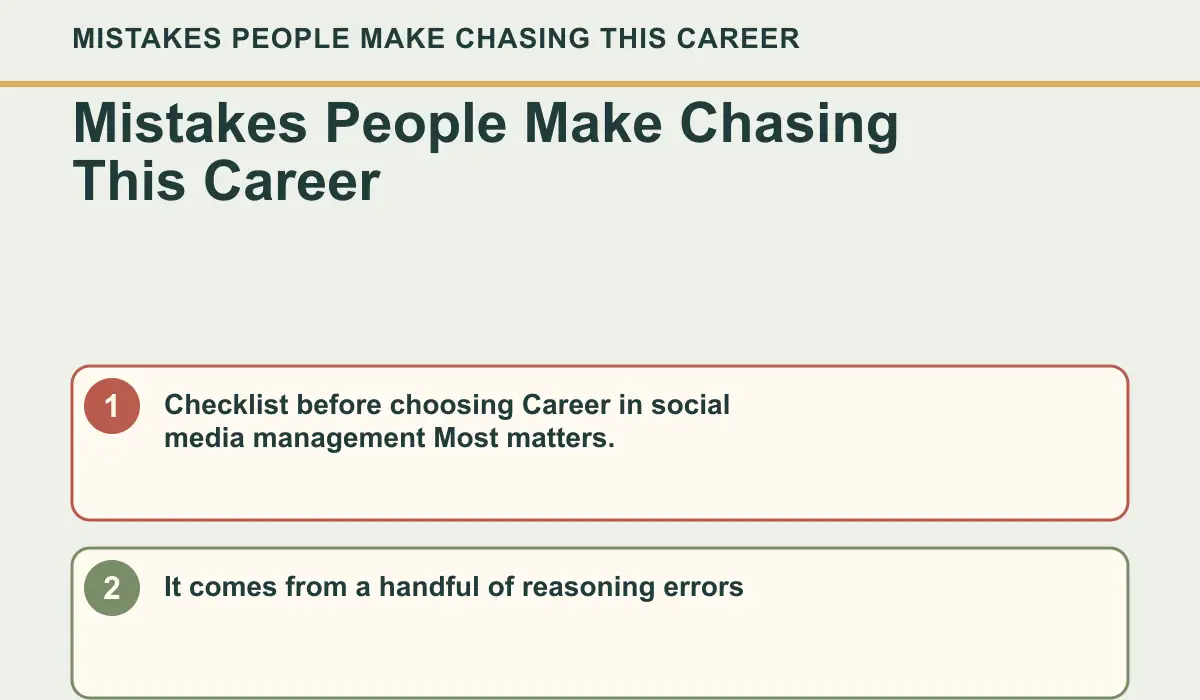 MISTAKES PEOPLE MAKE CHASING THIS CAREER
Mistakes People Make Chasing
This Career
1
Checklist before choosing Career in social
media management Most matters.
2
It comes from a handful of reasoning errors